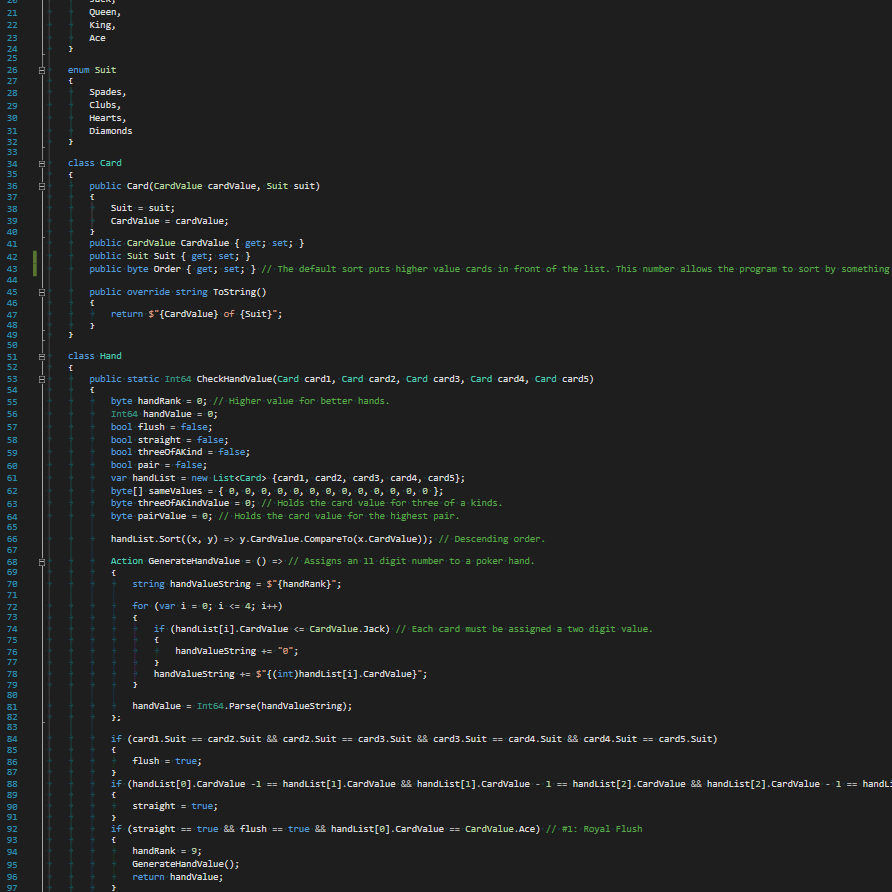 21 Queen,
22 King,
23 Ace
24 }
25
26 enum Suit
27 {
28 Spades,
29 Clubs,
30 Hearts,
31 Diamonds
32 }
33
34 class Card
35 {
36 public Card(CardValue cardValue, Suit suit)
37 {
38 Suit = suit;
39 CardValue = cardValue;
40 }
41 public CardValue CardValue { get; set; }
42 public Suit Suit { get; set; }
43 public byte Order { get; set; } // The default sort puts higher value cards in front of the list. This number allows the program to sort by something
44
45 public override string ToString()
46 {
47 return $"{CardValue} of {Suit}";
48 }
49 }
50
51 class Hand
52 {
53 public static Int64 CheckHandValue(Card card1, Card card2, Card card3, Card card4, Card card5)
54 {
55 byte handRank = 0; // Higher value for better hands.
56 Int64 handValue = 0;
57 bool flush = false;
58 bool straight = false;
59 bool threeOfAKind = false;
60 bool pair = false;
61 var handList = new List<Card> {card1, card2, card3, card4, card5};
62 byte[] sameValues = { 0, 0, 0, 0, 0, 0, 0, 0, 0, 0, 0, 0, 0 };
63 byte threeOfAKindValue = 0; // Holds the card value for three of a kinds.
64 byte pairValue = 0; // Holds the card value for the highest pair.
65
66 handList.Sort((x, y) => y.CardValue.CompareTo(x.CardValue)); // Descending order.
67
68 Action GenerateHandValue = () => // Assigns an 11 digit number to a poker hand.
69 {
70 string handValueString = $"{handRank}";
71
72 for (var i = 0; i <= 4; i++)
73 {
74 if (handList[i].CardValue <= CardValue.Jack) // Each card must be assigned a two digit value.
75 {
76 handValueString += "0";
77 }
78 handValueString += $"{(int)handList[i].CardValue}";
79 }
80
81 handValue = Int64.Parse(handValueString);
82 };
83
84 if (card1.Suit == card2.Suit && card2.Suit == card3.Suit && card3.Suit == card4.Suit && card4.Suit == card5.Suit)
85 {
86 flush = true;
87 }
88 if (handList[0].CardValue -1 == handList[1].CardValue && handList[1].CardValue - 1 == handList[2].CardValue && handList[2].CardValue - 1 == handL
89 {
90 straight = true;
91 }
92 if (straight == true && flush == true && handList[0].CardValue == CardValue.Ace) // #1: Royal Flush
93 {
94 handRank = 9;
95 GenerateHandValue();
96 return handValue;
97 }